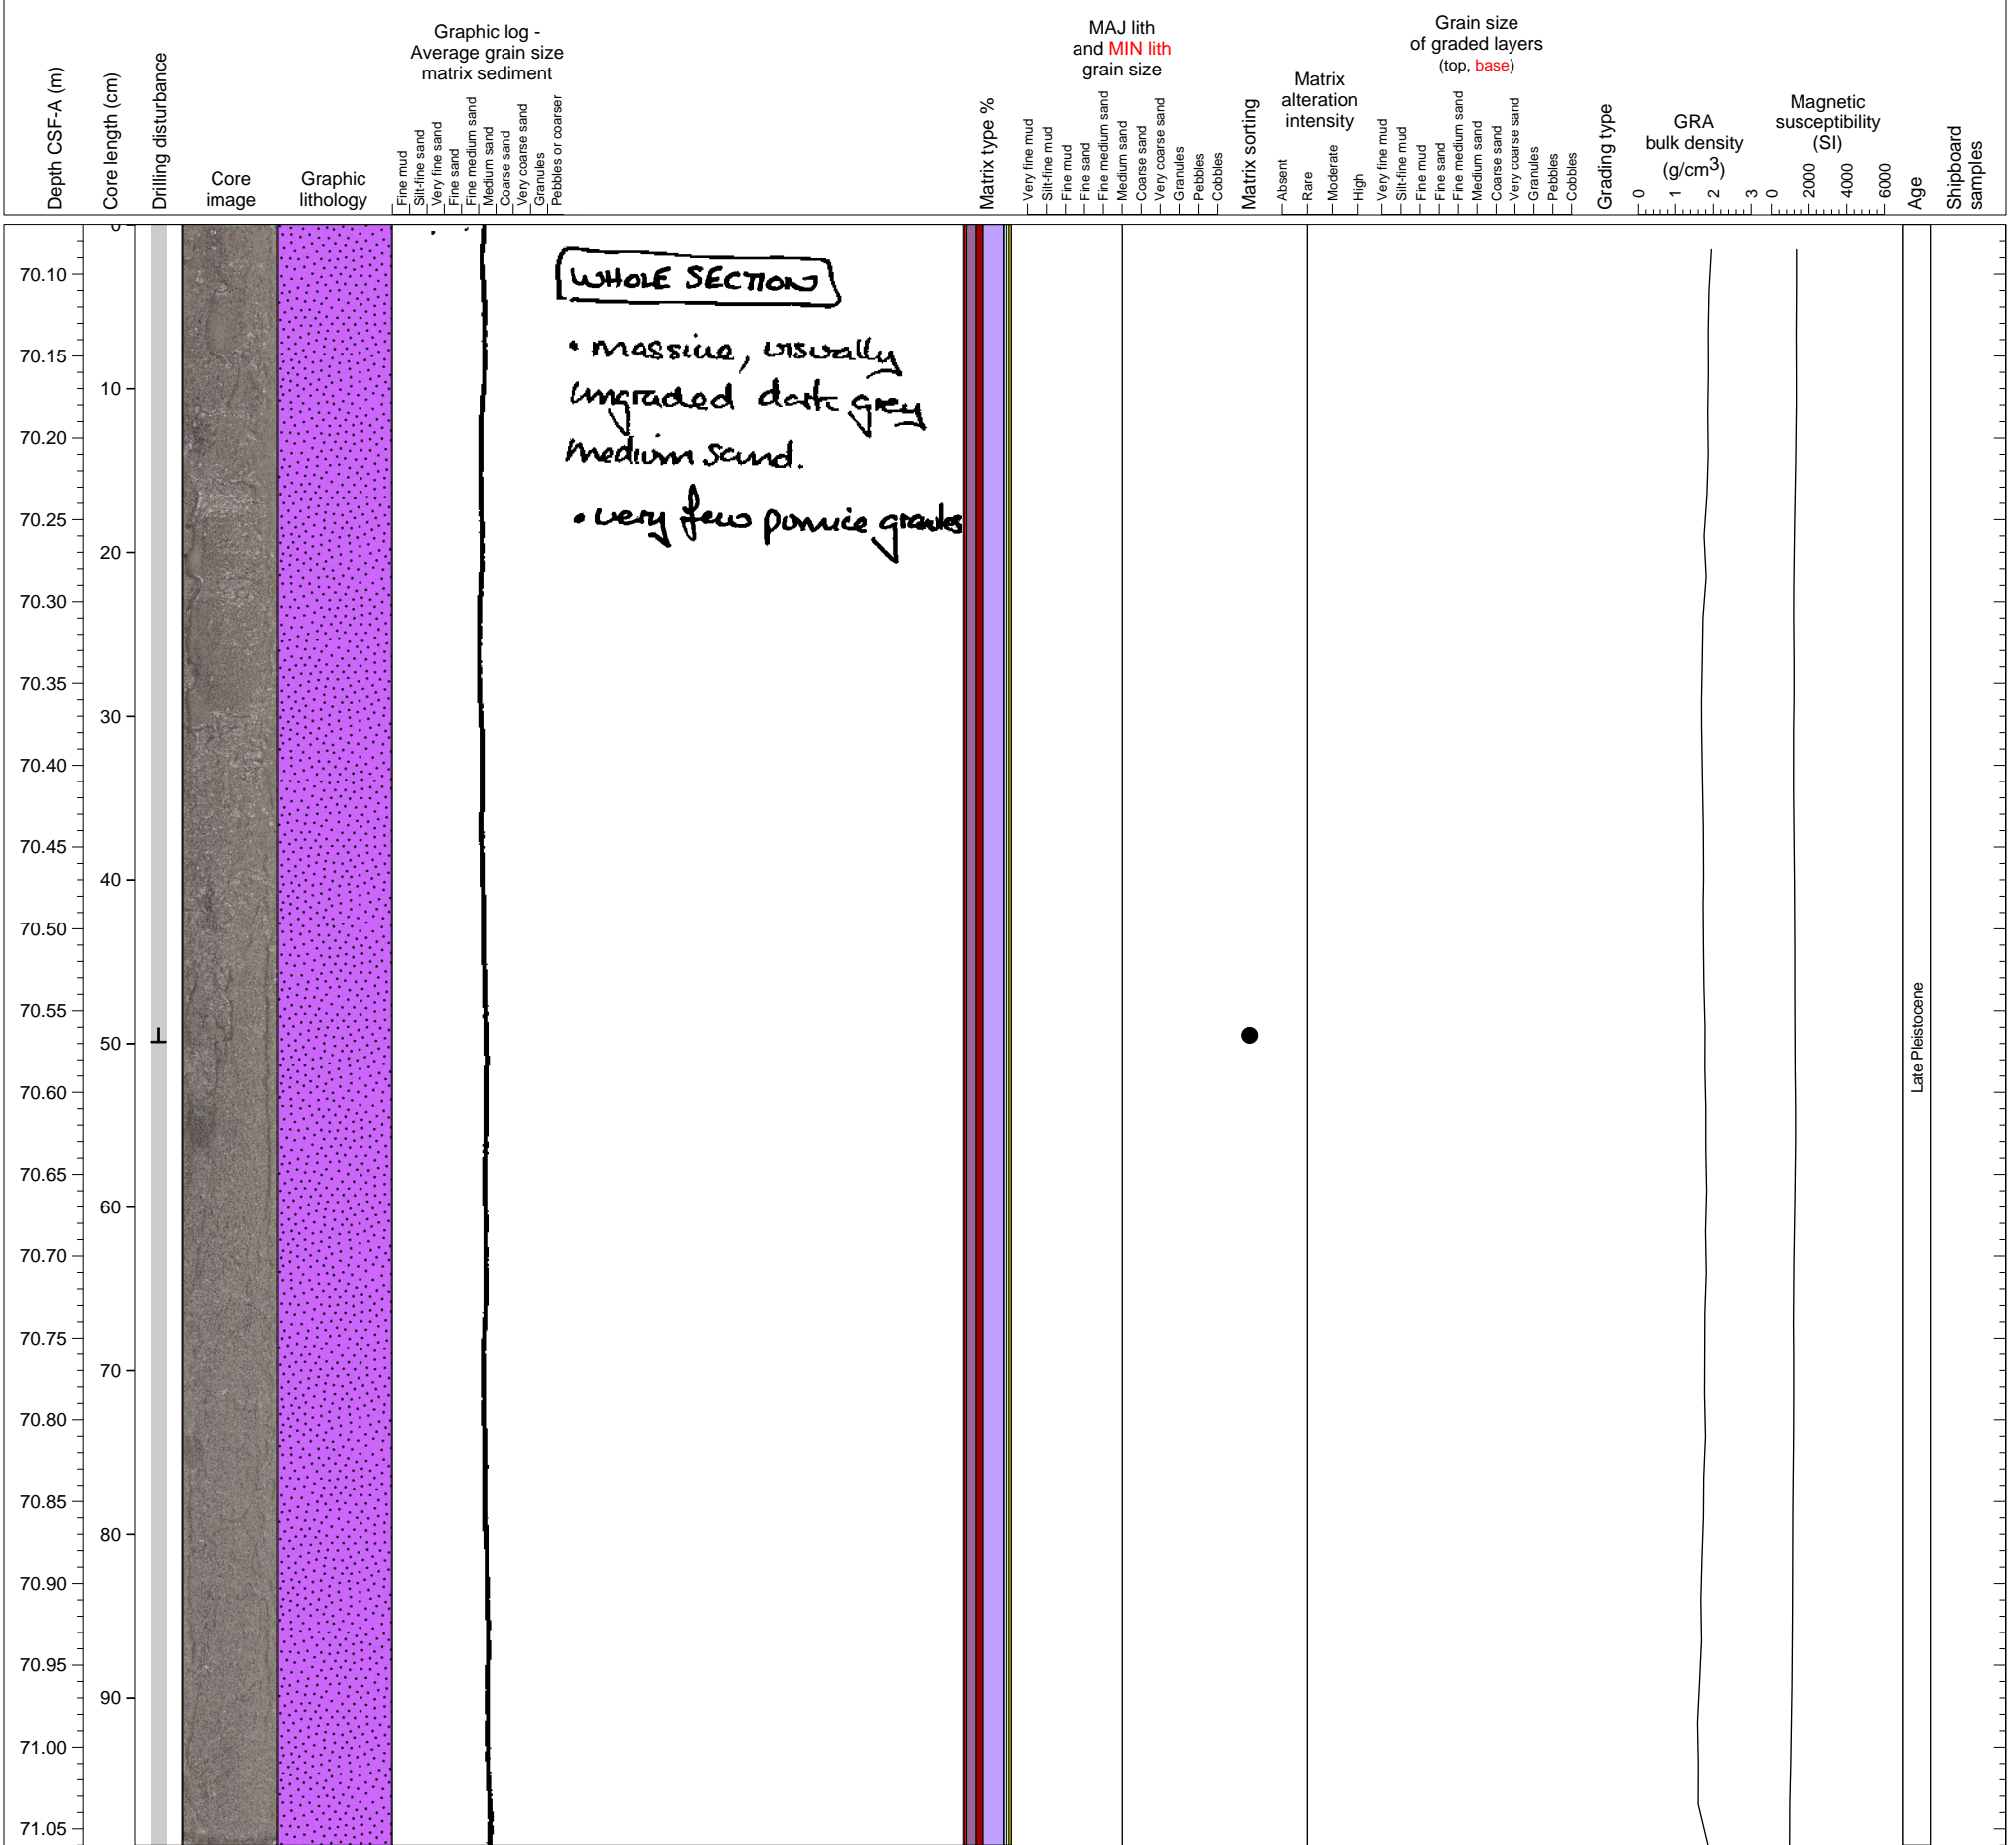 Depth CSF-A (m)
Core length (cm)
Drilling disturbance
Core
image
Graphic
lithology
Graphic log -
Average grain size
matrix sediment
Fine mud
Silt-fine sand
Very fine sand
Fine sand
Fine medium sand
Medium sand
Coarse sand
Very coarse sand
Granules
Pebbles or coarser
Matrix type %
MAJ lith
and MIN lith
grain size
Very fine mud
Silt-fine mud
Fine mud
Fine sand
Fine medium sand
Medium sand
Coarse sand
Very coarse sand
Granules
Pebbles
Cobbles
Matrix sorting
Matrix
alteration
intensity
Absent
Rare
Moderate
High
Grain size
of graded layers
(top, base)
Very fine mud
Silt-fine mud
Fine mud
Fine sand
Fine medium sand
Medium sand
Coarse sand
Very coarse sand
Granules
Pebbles
Cobbles
Grading type
GRA
bulk density
(g/cm3)
0 1 2 3
Magnetic
susceptibility
(SI)
0 2000 4000 6000
Age
Shipboard
samples
70.10
70.15
70.20
70.25
70.30
70.35
70.40
70.45
70.50
70.55
70.60
70.65
70.70
70.75
70.80
70.85
70.90
70.95
71.00
71.05
0
10
20
30
40
50
60
70
80
90
WHOLE SECTION
• massive, visually
ungraded dark grey
medium sand.
• very few pumice granules
Late Pleistocene